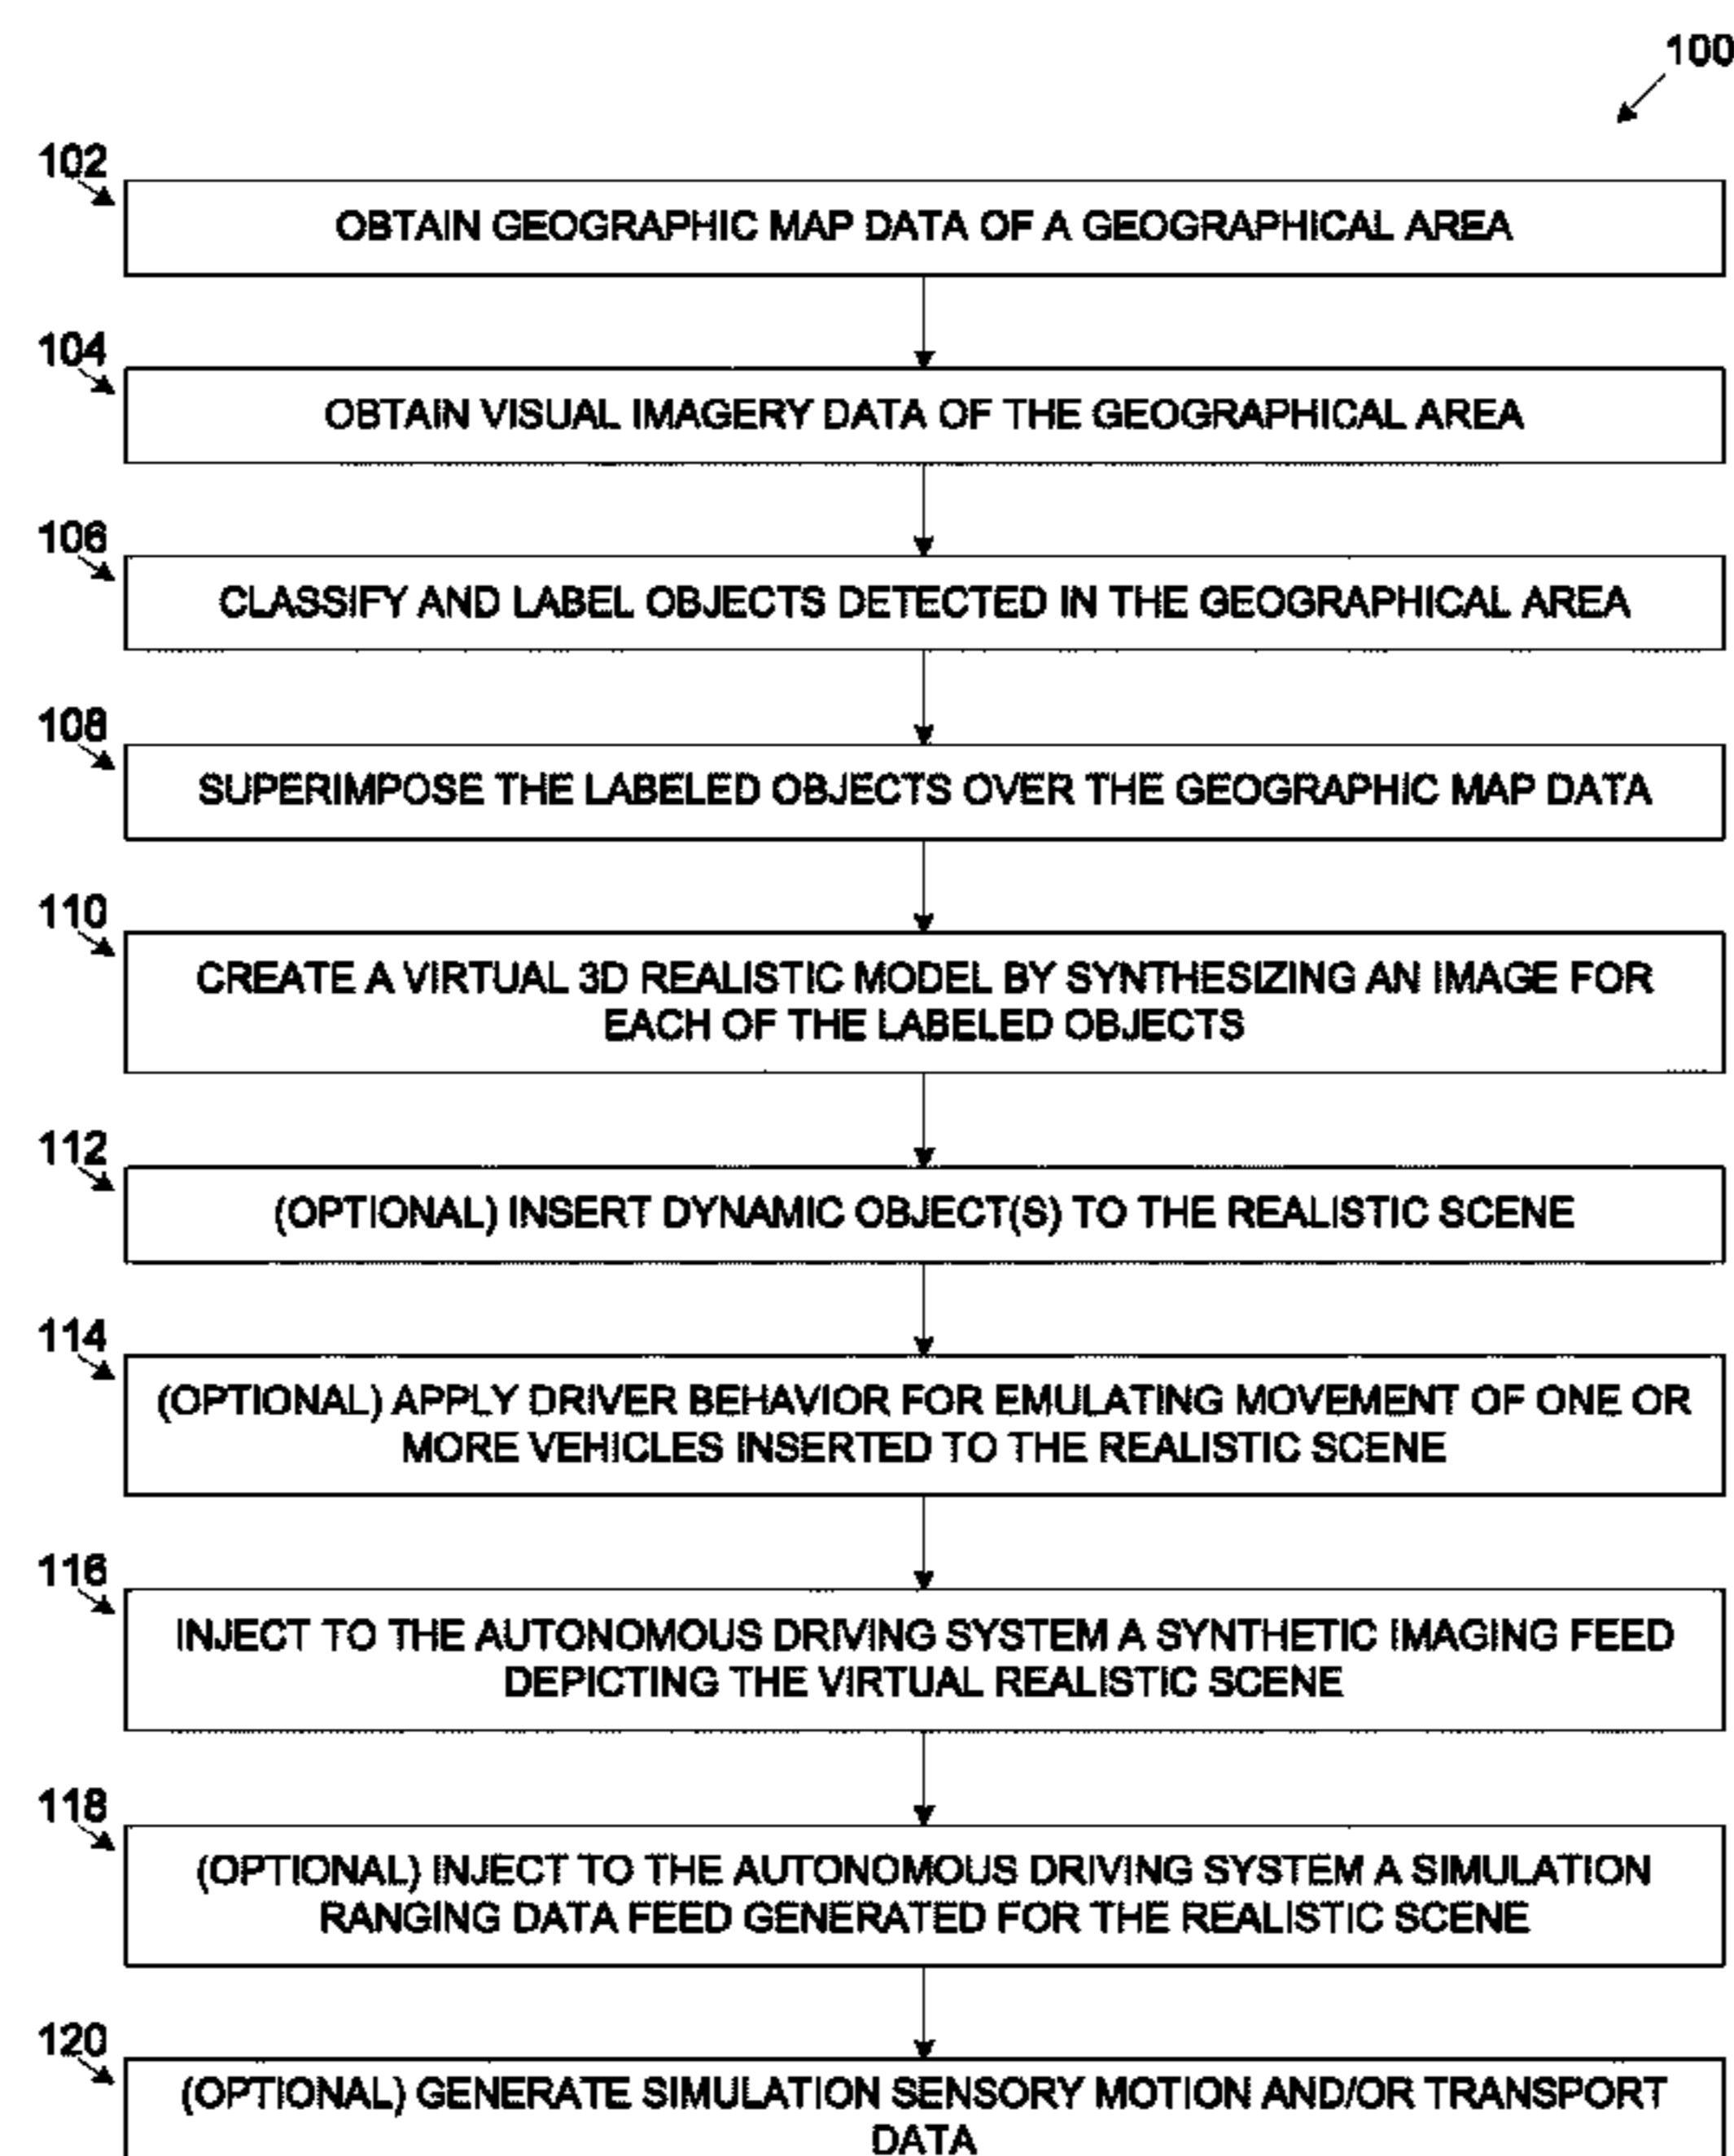 100
102
OBTAIN GEOGRAPHIC MAP DATA OF A GEOGRAPHICAL AREA
104
OBTAIN VISUAL IMAGERY DATA OF THE GEOGRAPHICAL AREA
106
CLASSIFY AND LABEL OBJECTS DETECTED IN THE GEOGRAPHICAL AREA
108
SUPERIMPOSE THE LABELED OBJECTS OVER THE GEOGRAPHIC MAP DATA
110
CREATE A VIRTUAL 3D REALISTIC MODEL BY SYNTHESIZING AN IMAGE FOR
EACH OF THE LABELED OBJECTS
112
(OPTIONAL) INSERT DYNAMIC OBJECT(S) TO THE REALISTIC SCENE
114
(OPTIONAL) APPLY DRIVER BEHAVIOR FOR EMULATING MOVEMENT OF ONE OR
MORE VEHICLES INSERTED TO THE REALISTIC SCENE
116
INJECT TO THE AUTONOMOUS DRIVING SYSTEM A SYNTHETIC IMAGING FEED
DEPICTING THE VIRTUAL REALISTIC SCENE
118
(OPTIONAL) INJECT TO THE AUTONOMOUS DRIVING SYSTEM A SIMULATION
RANGING DATA FEED GENERATED FOR THE REALISTIC SCENE
120
(OPTIONAL) GENERATE SIMULATION SENSORY MOTION AND/OR TRANSPORT
DATA